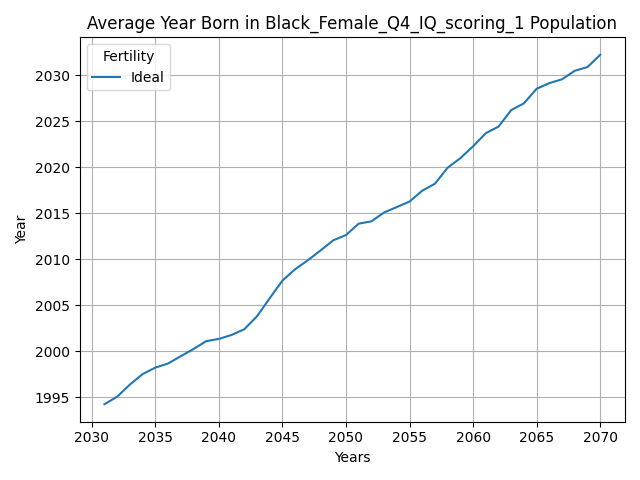 Average Year Born in Black_Female_Q4_IQ_scoring_1 Population
Fertility
Ideal
Year
2030
2025
2020
2015
2010
2005
2000
1995
2030 2035 2040 2045 2050 2055 2060 2065 2070
Years